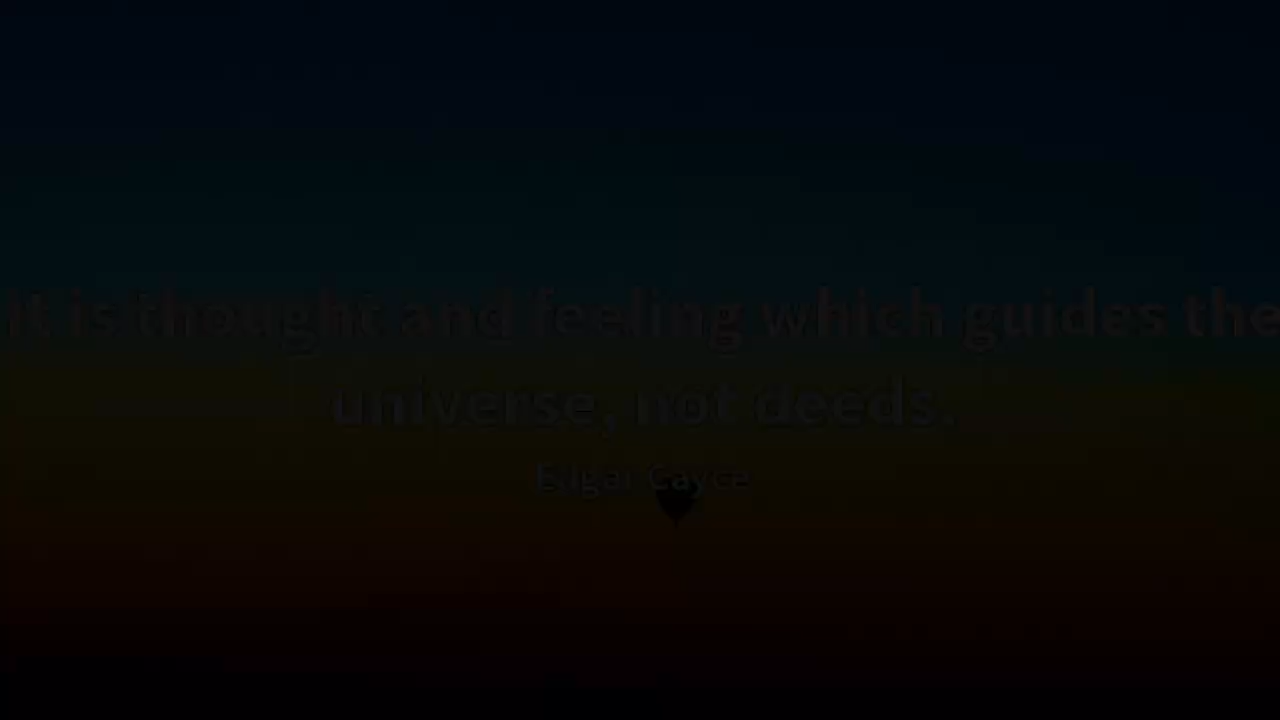 It is thought and feeling which guides the
universe, not deeds.
Edgar Cayce